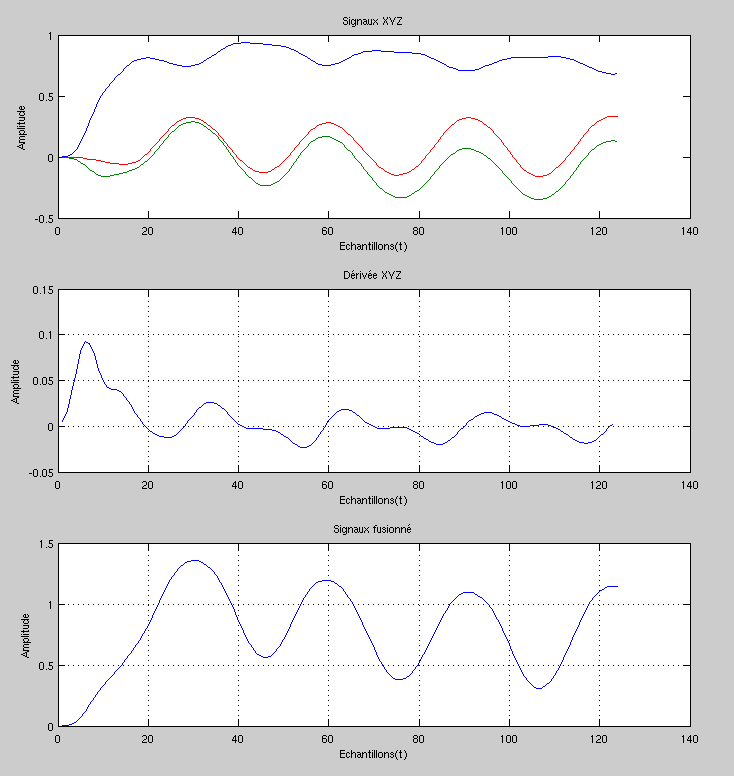 Signaux XYZ
1
0.5
0
-0.5
Amplitude
0 20 40 60 80 100 120 140
Echantillons(t)
Dérivée XYZ
0.15
0.1
0.05
0
-0.05
Amplitude
0 20 40 60 80 100 120 140
Echantillons(t)
Signaux fusionné
1.5
1
0.5
0
Amplitude
0 20 40 60 80 100 120 140
Echantillons(t)